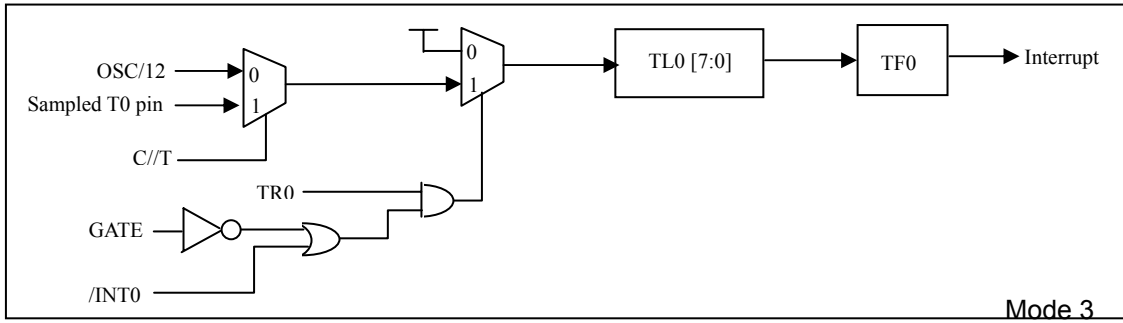 OSC/12
0
Sampled T0 pin
1
C//T
0
1
TL0 [7:0]
TF0
Interrupt
TR0
GATE
/INT0
Mode 3